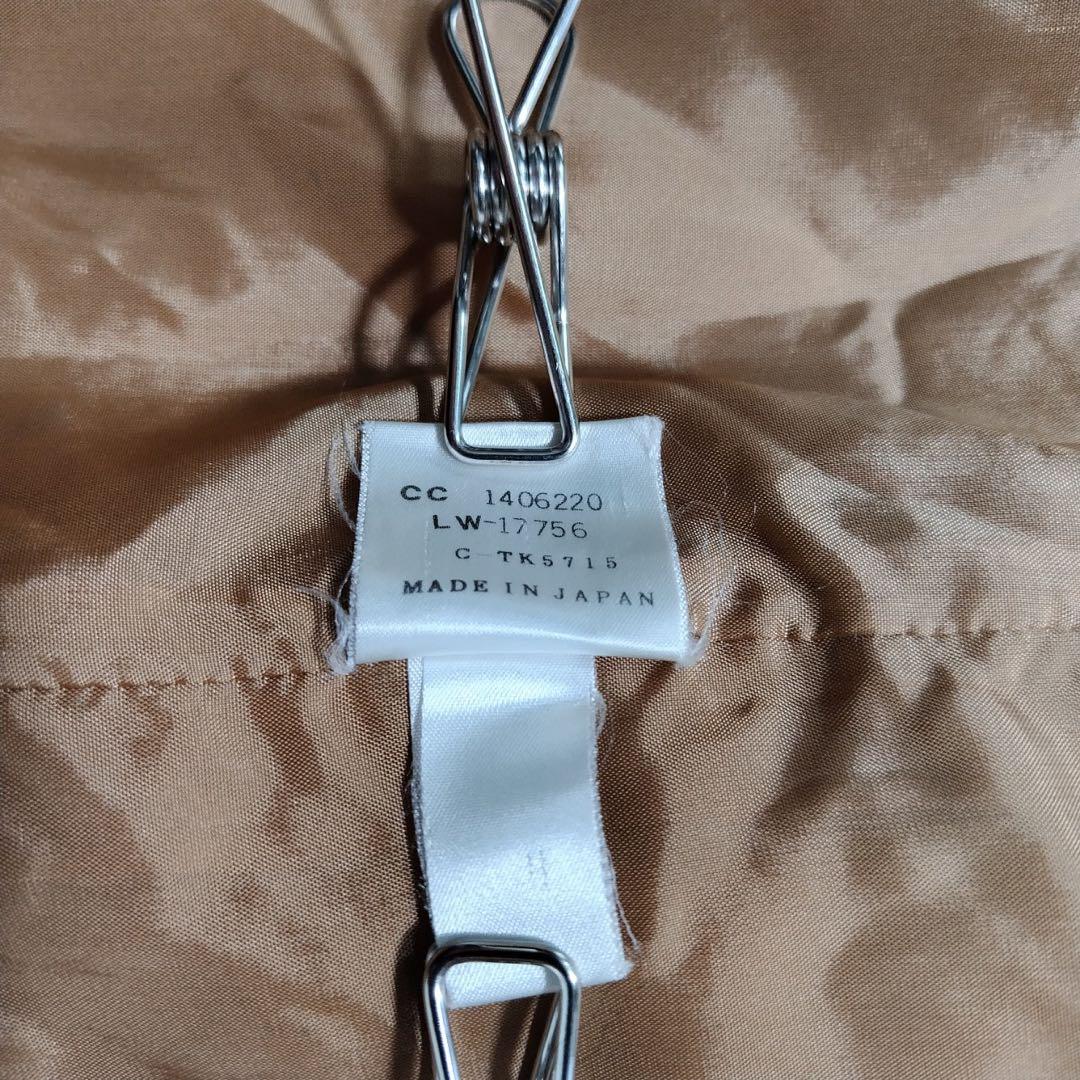 CC 1406220
LW-17756
C-TK5715
MADE IN JAPAN